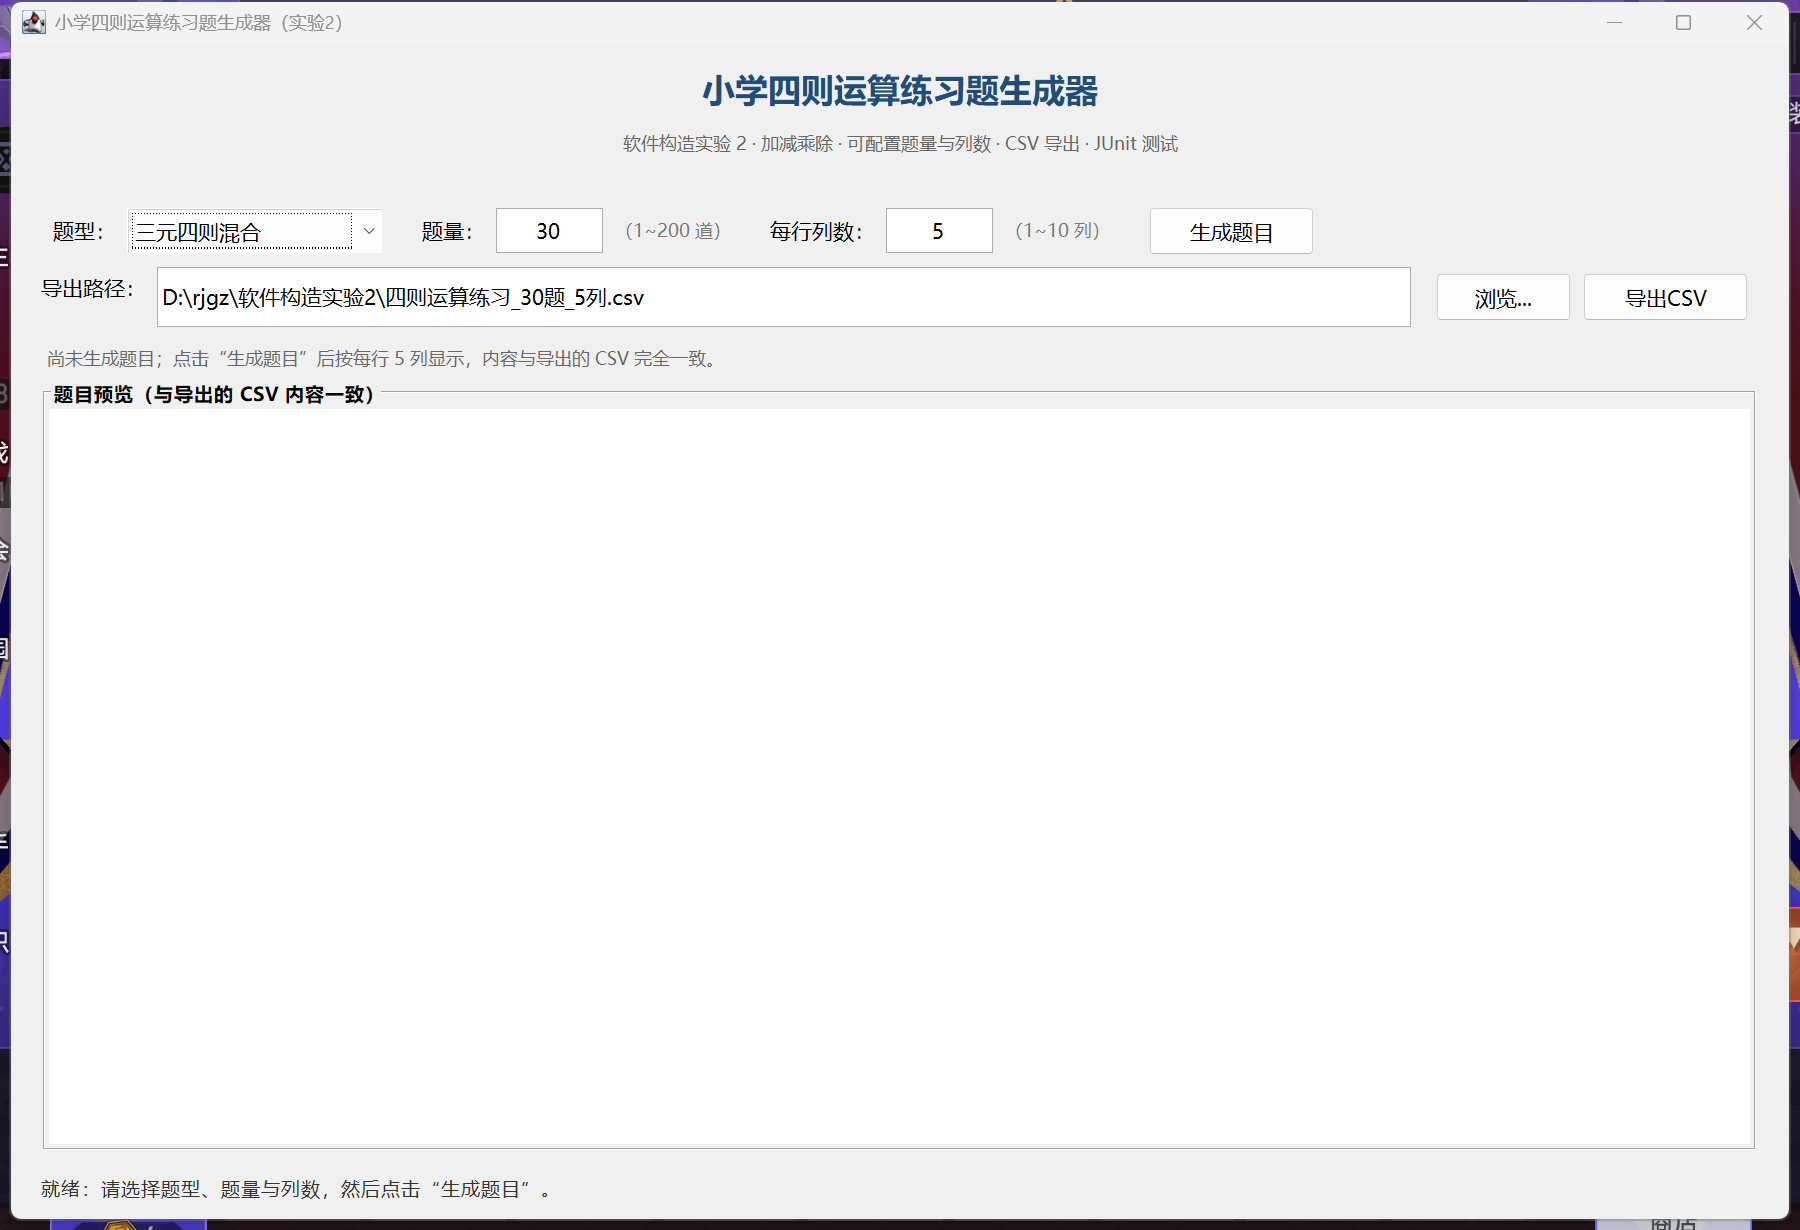 小学四则运算练习题生成器（实验2）
小学四则运算练习题生成器
软件构造实验 2 · 加减乘除 · 可配置题量与列数 · CSV 导出 · JUnit 测试
题型： 三元四则混合 题量： 30 （1~200 道） 每行列数： 5 （1~10 列） 生成题目
导出路径： D:\rjgz\软件构造实验2\四则运算练习_30题_5列.csv 浏览... 导出CSV
尚未生成题目；点击“生成题目”后按每行 5 列显示，内容与导出的 CSV 完全一致。
题目预览（与导出的 CSV 内容一致）
就绪：请选择题型、题量与列数，然后点击“生成题目”。